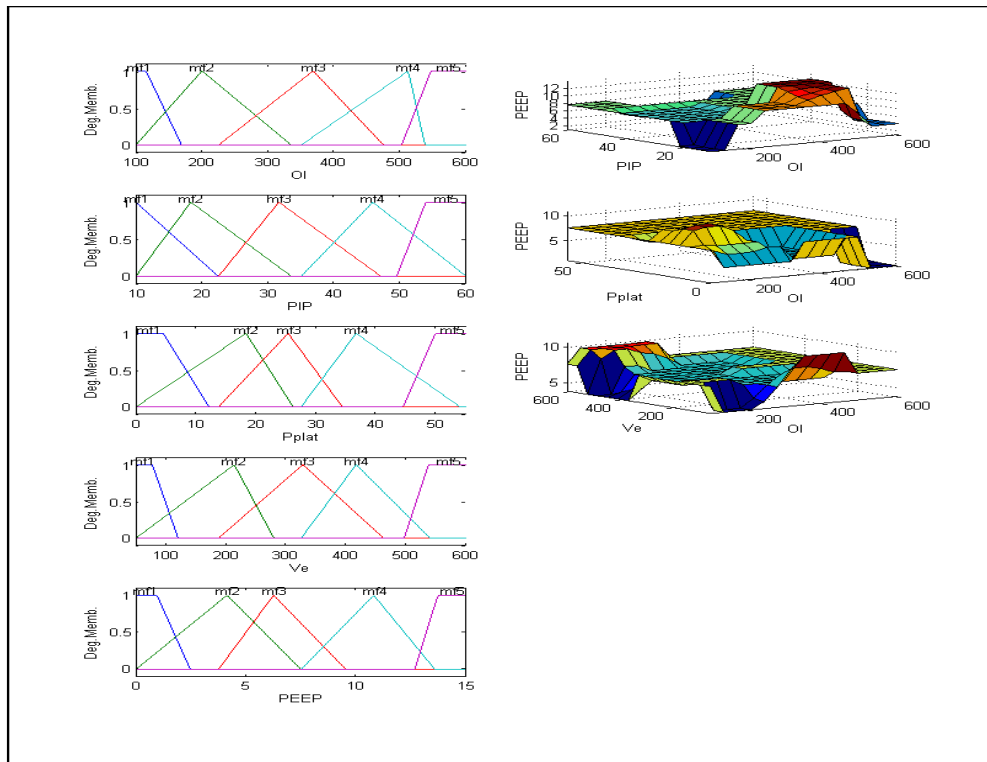 mf1 mf2 mf3 mf4 mf5
Deg.Memb.
1
0.5
0
100 200 300 400 500 600
OI
mf1 mf2 mf3 mf4 mf5
Deg.Memb.
1
0.5
0
10 20 30 40 50 60
PIP
mf1 mf2 mf3 mf4 mf5
Deg.Memb.
1
0.5
0
0 10 20 30 40 50
Pplat
mf1 mf2 mf3 mf4 mf5
Deg.Memb.
1
0.5
0
100 200 300 400 500 600
Ve
mf1 mf2 mf3 mf4 mf5
Deg.Memb.
1
0.5
0
0 5 10 15
PEEP
PEEP
12
10
8
6
4
2
60 40 20
PIP
200 400 600
OI
PEEP
10
5
50 0
Pplat
200 400 600
OI
PEEP
10
5
600 400 200
Ve
200 400 600
OI